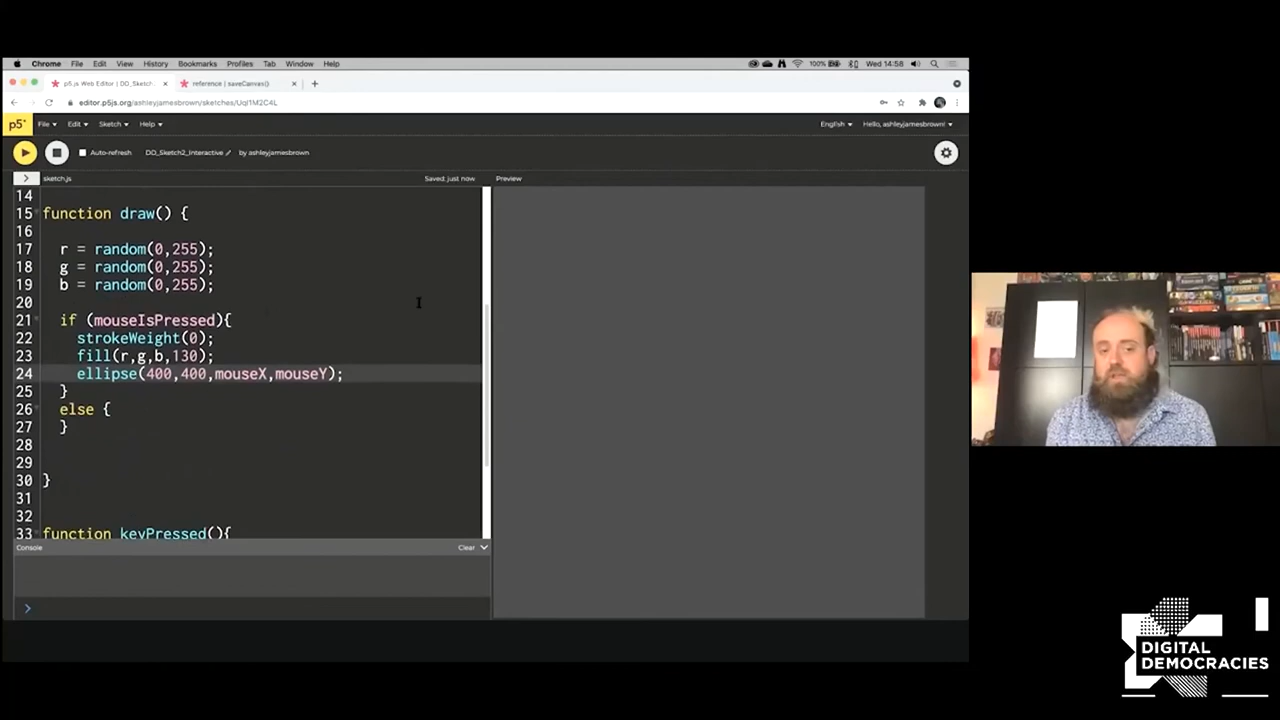 Chrome File Edit View History Bookmarks Profiles Tab Window Help
100% Wed 14:58
p5.js Web Editor | DO_Sketch
reference | saveCanvas()
editor.p5js.org/ashleyjamesbrown/sketches/UqI1M2C4L
p5* File Edit Sketch Help
English Hello, ashleyjamesbrown!
Auto-refresh DO_Sketch2_Interactive by ashleyjamesbrown
sketch.js Saved: just now Preview
14
15 function draw() {
16
17 r = random(0,255);
18 g = random(0,255);
19 b = random(0,255);
20
21 if (mouseIsPressed){
22 strokeWeight(0);
23 fill(r,g,b,130);
24 ellipse(400,400,mouseX,mouseY);
25 }
26 else {
27 }
28
29
30 }
31
32
33 function keyPressed(){
Console Clear
>
DIGITAL
DEMOCRACIES